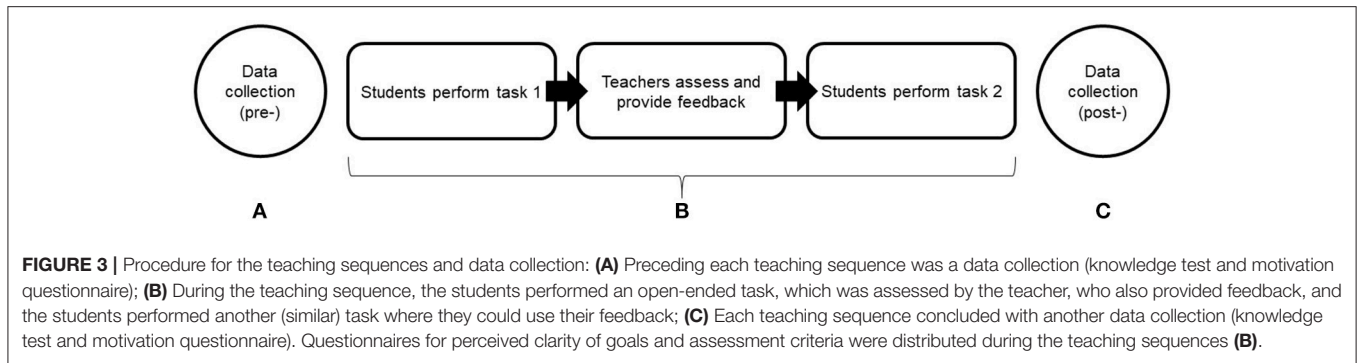 Data
collection
(pre-)
Students perform task 1
Teachers assess and
provide feedback
Students perform task 2
Data
collection
(post-)
A
B
C
FIGURE 3 | Procedure for the teaching sequences and data collection: (A) Preceding each teaching sequence was a data collection (knowledge test and motivation
questionnaire); (B) During the teaching sequence, the students performed an open-ended task, which was assessed by the teacher, who also provided feedback, and
the students performed another (similar) task where they could use their feedback; (C) Each teaching sequence concluded with another data collection (knowledge
test and motivation questionnaire). Questionnaires for perceived clarity of goals and assessment criteria were distributed during the teaching sequences (B).